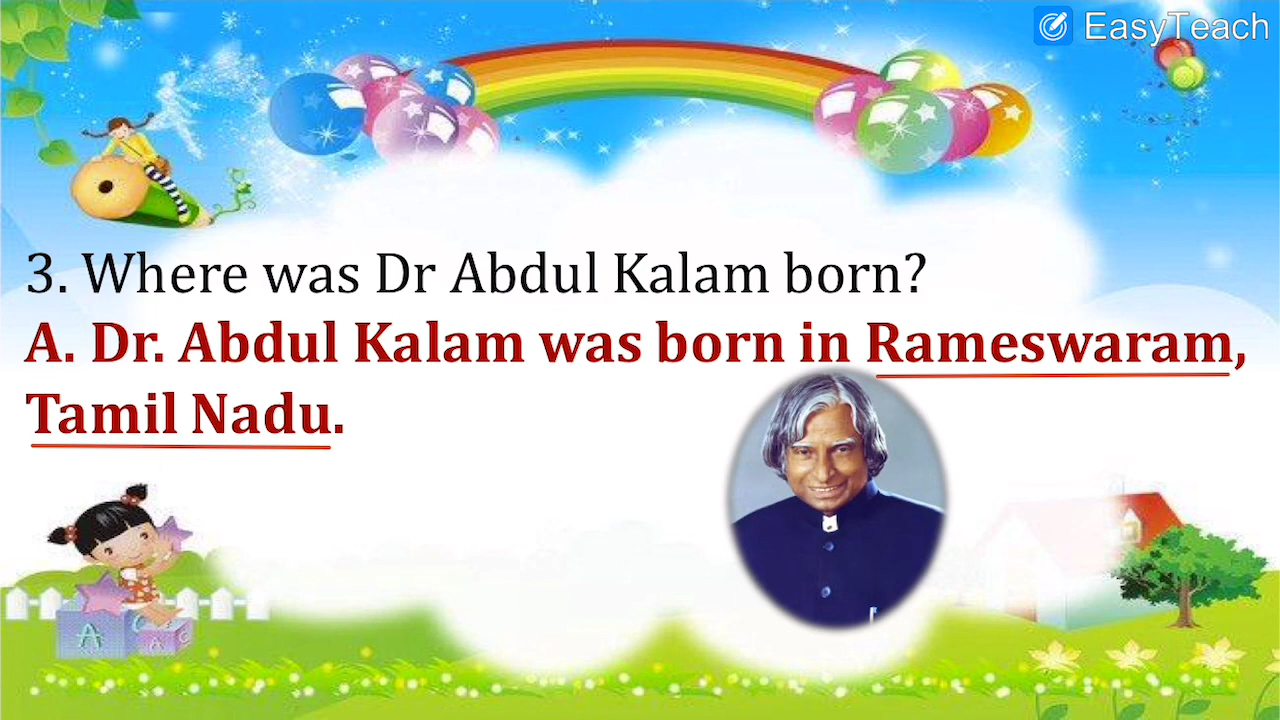 EasyTeach
3. Where was Dr Abdul Kalam born?
A. Dr. Abdul Kalam was born in Rameswaram,
Tamil Nadu.
A
A